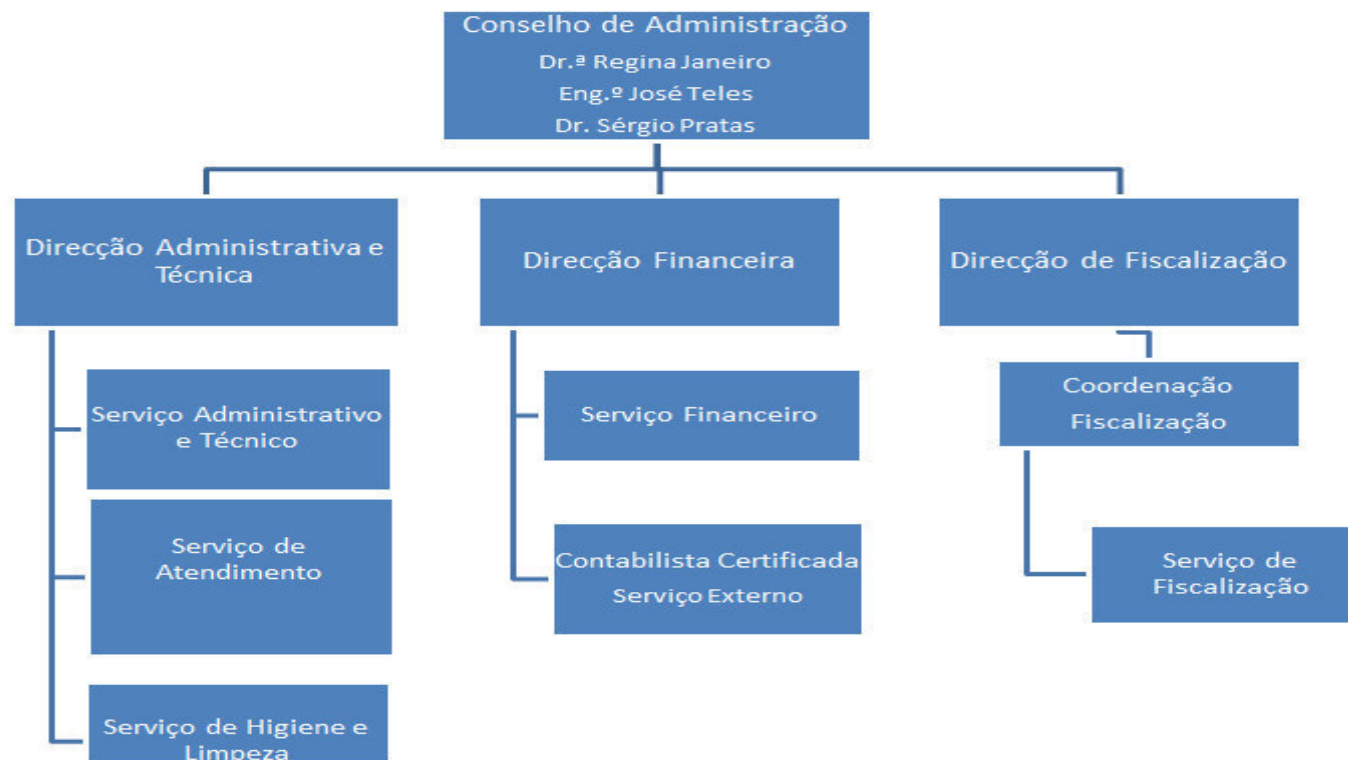 Conselho de Administração
Dr.ª Regina Janeiro
Eng.º José Teles
Dr. Sérgio Pratas
Direcção Administrativa e
Técnica
Direcção Financeira
Direcção de Fiscalização
Serviço Administrativo
e Técnico
Serviço Financeiro
Coordenação
Fiscalização
Serviço de
Atendimento
Contabilista Certificada
Serviço Externo
Serviço de
Fiscalização
Serviço de Higiene e
Limpeza